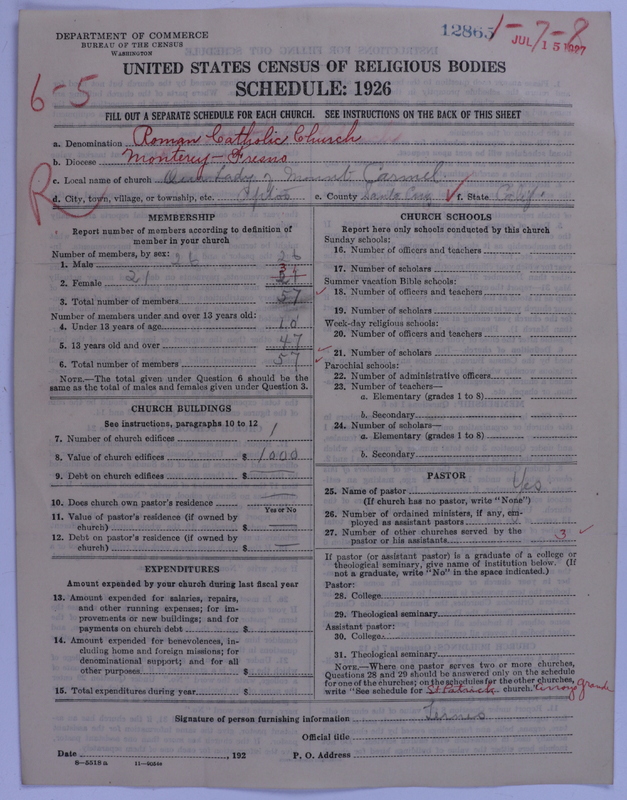 DEPARTMENT OF COMMERCE
BUREAU OF THE CENSUS
WASHINGTON
12865
1-7-8
JUL 15 1927
UNITED STATES CENSUS OF RELIGIOUS BODIES
SCHEDULE: 1926
6-5
FILL OUT A SEPARATE SCHEDULE FOR EACH CHURCH. SEE INSTRUCTIONS ON THE BACK OF THIS SHEET
a. Denomination Roman Catholic Church
b. Diocese Monterey-Fresno
c. Local name of church Our Lady of Mount Carmel
R
d. City, town, village, or township, etc. Aptos e. County Santa Cruz f. State Calif.
MEMBERSHIP
Report number of members according to definition of member in your church
Number of members, by sex:
1. Male 26 26
2. Female 21
3. Total number of members 57
Number of members under and over 13 years old:
4. Under 13 years of age 10
5. 13 years old and over 47
6. Total number of members 57
NOTE.—The total given under Question 6 should be the
same as the total of males and females given under Question 3.
CHURCH BUILDINGS
See instructions, paragraphs 10 to 12
7. Number of church edifices 1
8. Value of church edifices $ 1000
9. Debt on church edifices $
10. Does church own pastor's residence
Yes or No
11. Value of pastor's residence (if owned by
church) $
12. Debt on pastor's residence (if owned by
church) $
EXPENDITURES
Amount expended by your church during last fiscal year
13. Amount expended for salaries, repairs,
and other running expenses; for im-
provements or new buildings; and for
payments on church debt $
14. Amount expended for benevolences, in-
cluding home and foreign missions; for
denominational support; and for all
other purposes $
15. Total expenditures during year $
CHURCH SCHOOLS
Report here only schools conducted by this church
Sunday schools:
16. Number of officers and teachers
17. Number of scholars
Summer vacation Bible schools:
18. Number of officers and teachers
19. Number of scholars
Week-day religious schools:
20. Number of officers and teachers
21. Number of scholars
Parochial schools:
22. Number of administrative officers
23. Number of teachers—
a. Elementary (grades 1 to 8)
b. Secondary
24. Number of scholars—
a. Elementary (grades 1 to 8)
b. Secondary
PASTOR
25. Name of pastor Yes
(If church has no pastor, write "None")
26. Number of ordained ministers, if any, em-
ployed as assistant pastors
27. Number of other churches served by the
pastor or his assistants 3
If pastor (or assistant pastor) is a graduate of a college or
theological seminary, give name of institution below. (If
not a graduate, write "No" in the space indicated.)
Pastor:
28. College
29. Theological seminary
Assistant pastor:
30. College
31. Theological seminary
NOTE.—Where one pastor serves two or more churches,
Questions 28 and 29 should be answered only on the schedule
for one of the churches; on the schedules for the other churches,
write "See schedule for St Patrick church. Arroyo Grande
Signature of person furnishing information
Official title
Date , 192 P. O. Address
8—5518 a 11—90344